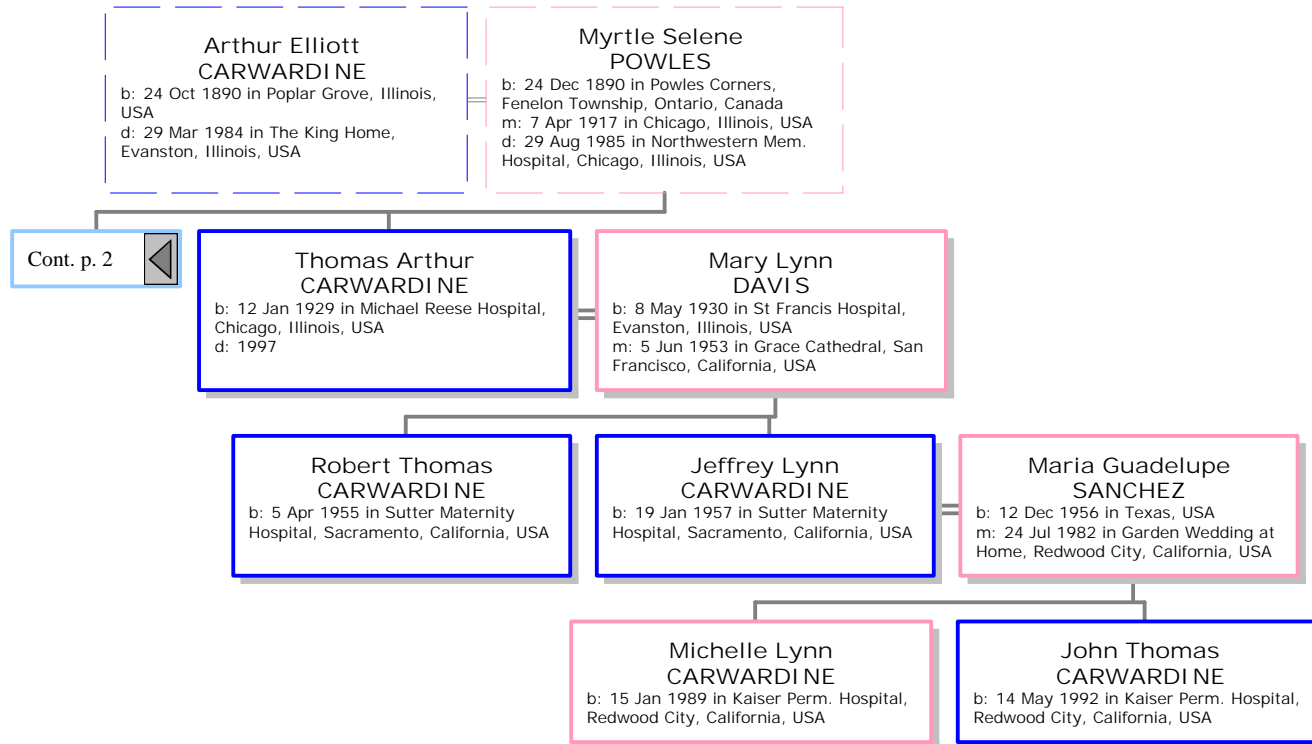 Arthur Elliott
CARWARDINE
b: 24 Oct 1890 in Poplar Grove, Illinois,
USA
d: 29 Mar 1984 in The King Home,
Evanston, Illinois, USA
Myrtle Selene
POWLES
b: 24 Dec 1890 in Powles Corners,
Fenelon Township, Ontario, Canada
m: 7 Apr 1917 in Chicago, Illinois, USA
d: 29 Aug 1985 in Northwestern Mem.
Hospital, Chicago, Illinois, USA
Cont. p. 2
Thomas Arthur
CARWARDINE
b: 12 Jan 1929 in Michael Reese Hospital,
Chicago, Illinois, USA
d: 1997
Mary Lynn
DAVIS
b: 8 May 1930 in St Francis Hospital,
Evanston, Illinois, USA
m: 5 Jun 1953 in Grace Cathedral, San
Francisco, California, USA
Robert Thomas
CARWARDINE
b: 5 Apr 1955 in Sutter Maternity
Hospital, Sacramento, California, USA
Jeffrey Lynn
CARWARDINE
b: 19 Jan 1957 in Sutter Maternity
Hospital, Sacramento, California, USA
Maria Guadelupe
SANCHEZ
b: 12 Dec 1956 in Texas, USA
m: 24 Jul 1982 in Garden Wedding at
Home, Redwood City, California, USA
Michelle Lynn
CARWARDINE
b: 15 Jan 1989 in Kaiser Perm. Hospital,
Redwood City, California, USA
John Thomas
CARWARDINE
b: 14 May 1992 in Kaiser Perm. Hospital,
Redwood City, California, USA